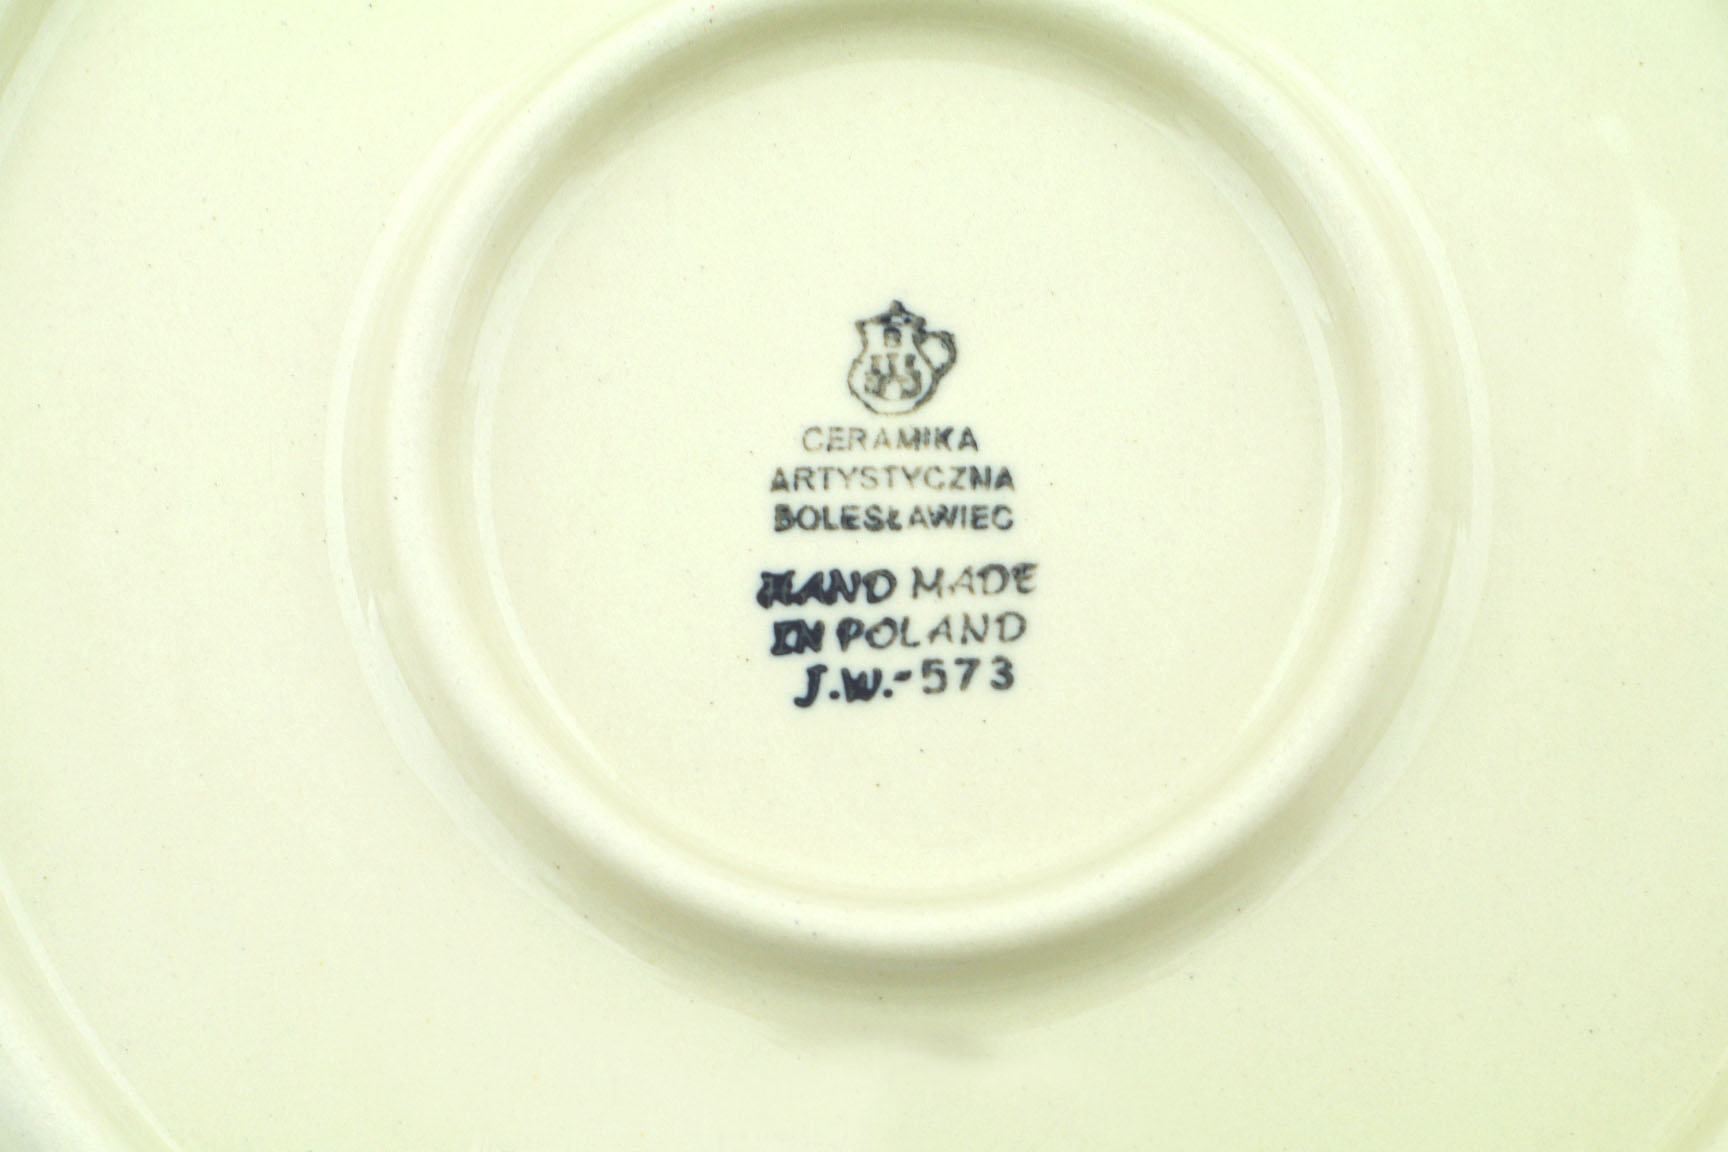 CERAMIKA
ARTYSTYCZNA
BOLESŁAWIEC
HAND MADE
IN POLAND
J.W.-573